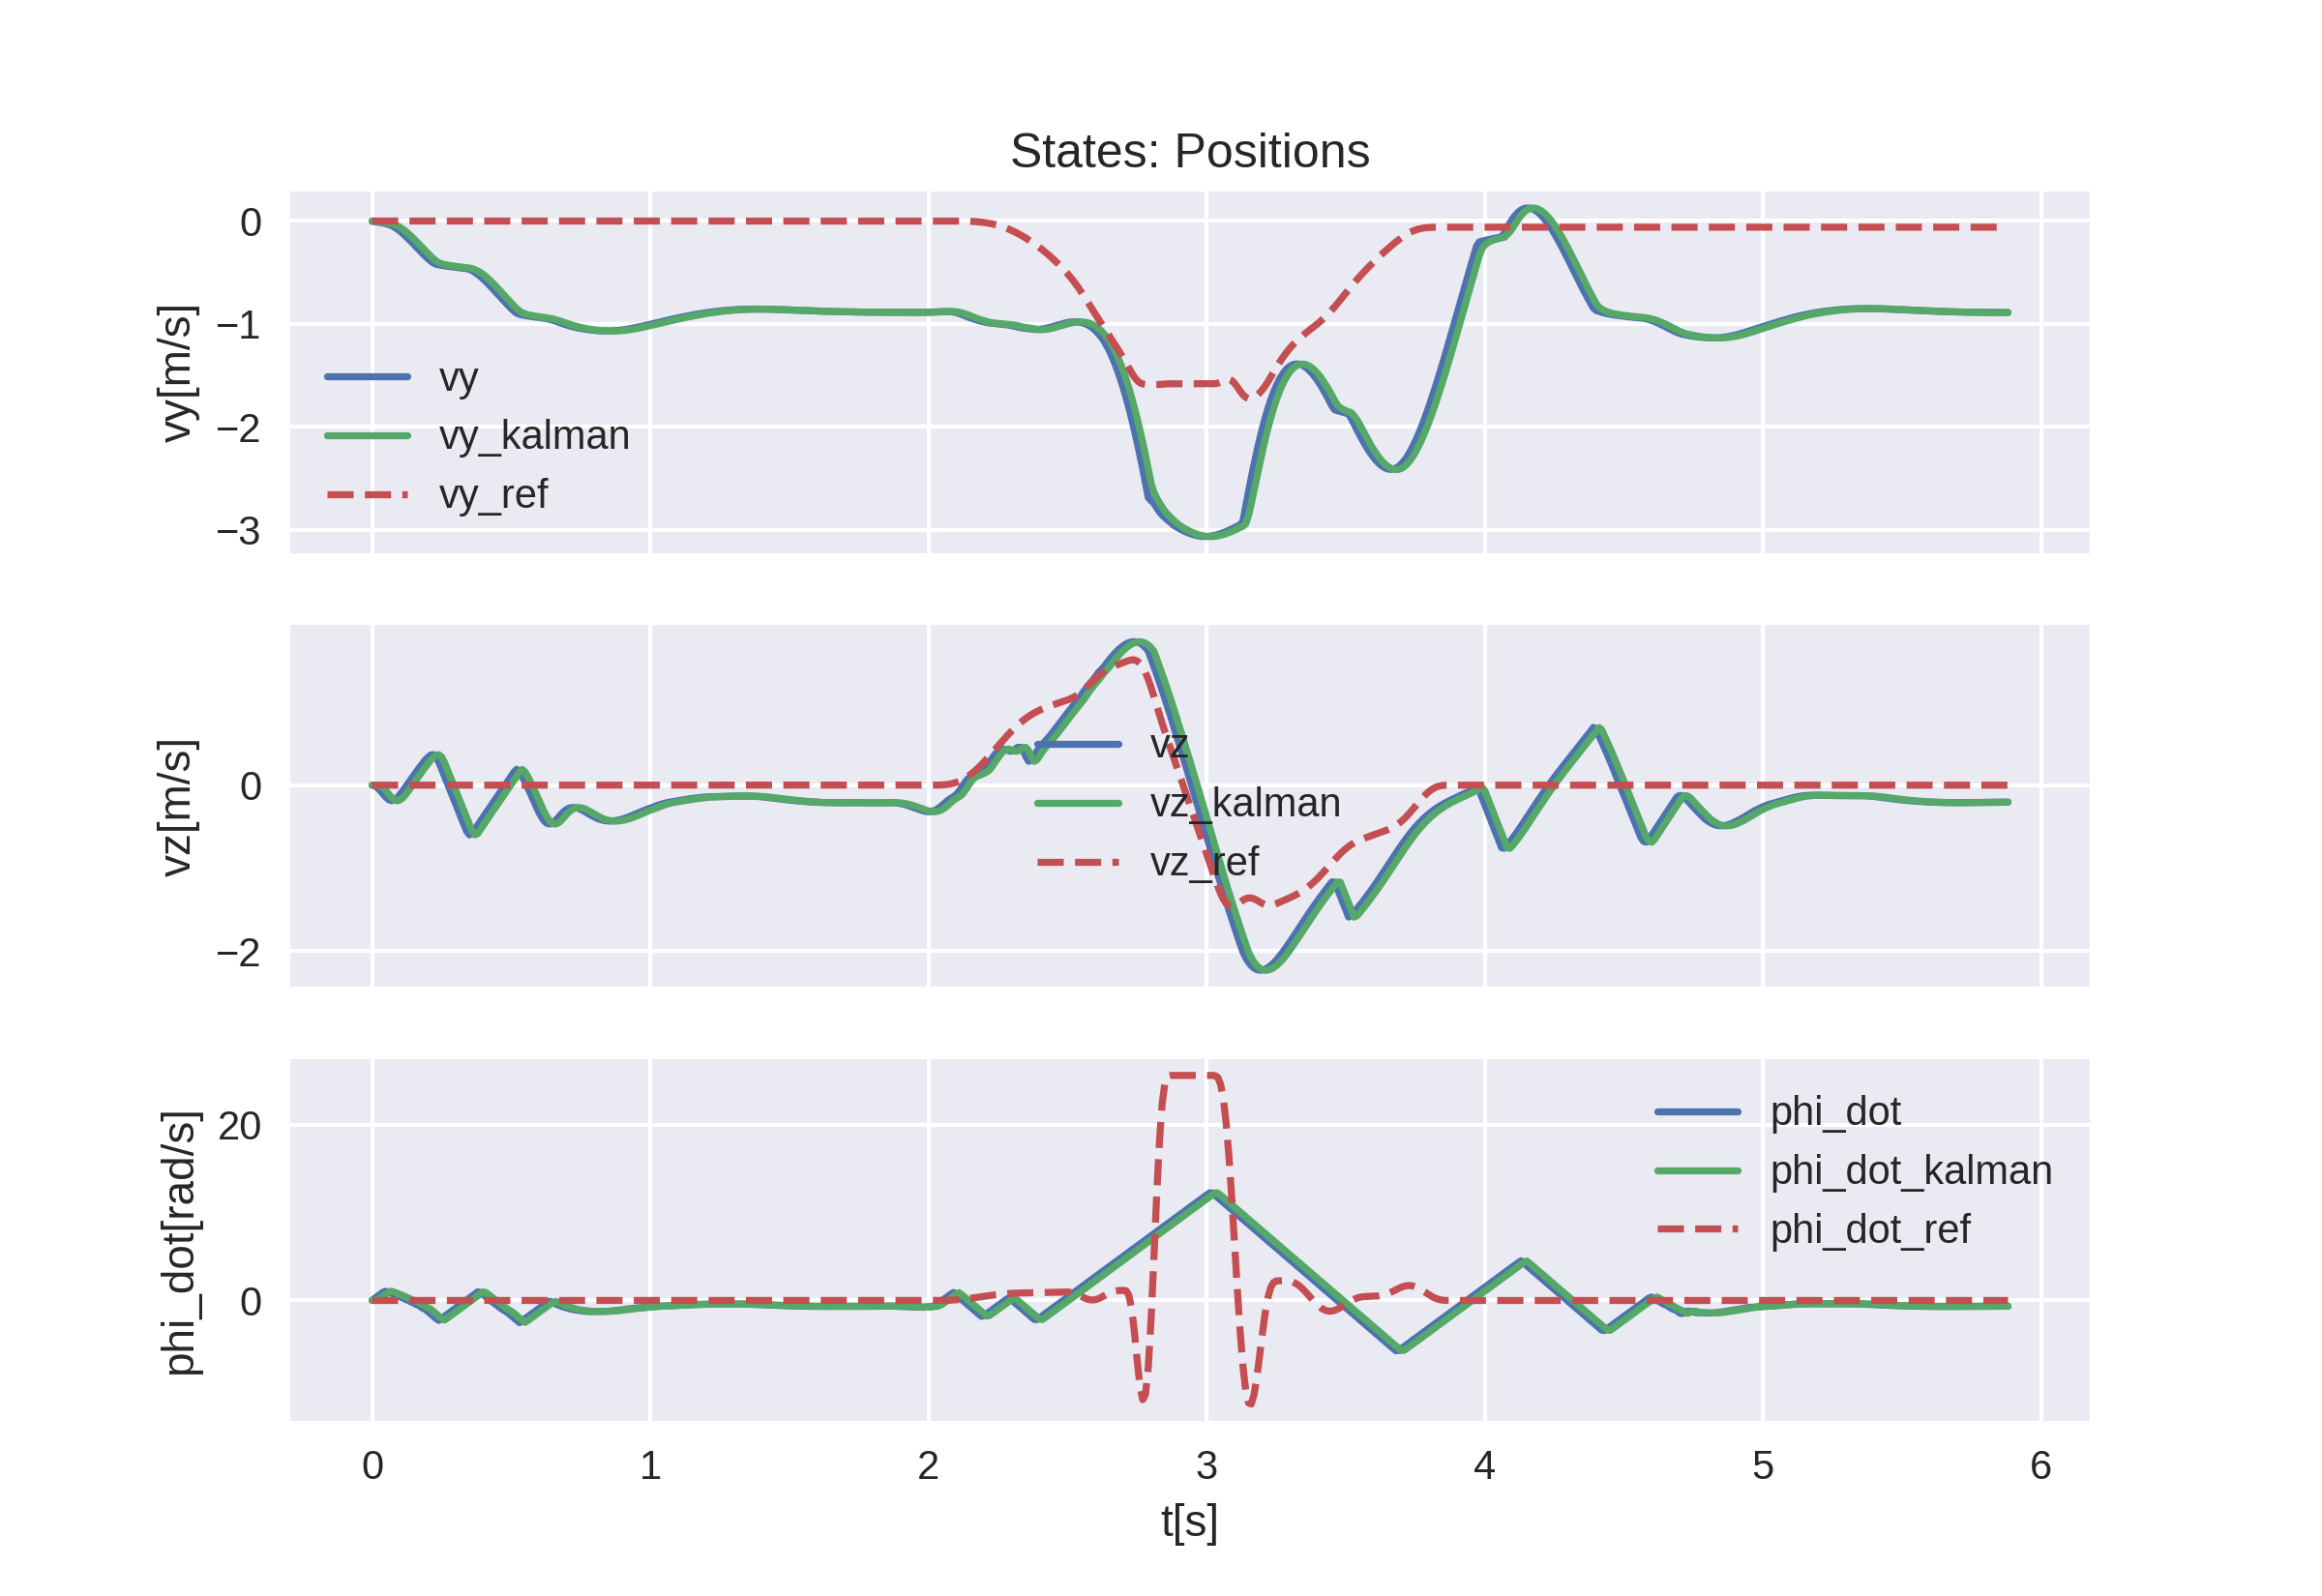 States: Positions
vy[m/s]
0
−1
−2
−3
vy
vy_kalman
vy_ref
vz[m/s]
0
−2
vz
vz_kalman
vz_ref
phi_dot[rad/s]
20
0
phi_dot
phi_dot_kalman
phi_dot_ref
0 1 2 3 4 5 6
t[s]